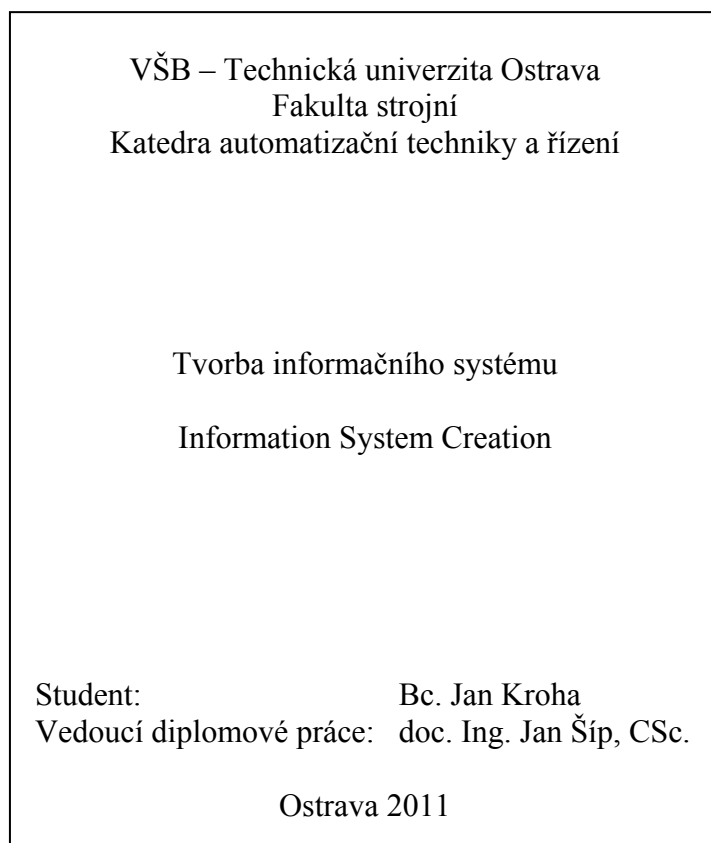 VŠB – Technická univerzita Ostrava
Fakulta strojní
Katedra automatizační techniky a řízení
Tvorba informačního systému
Information System Creation
Student: Bc. Jan Kroha
Vedoucí diplomové práce: doc. Ing. Jan Šíp, CSc.
Ostrava 2011